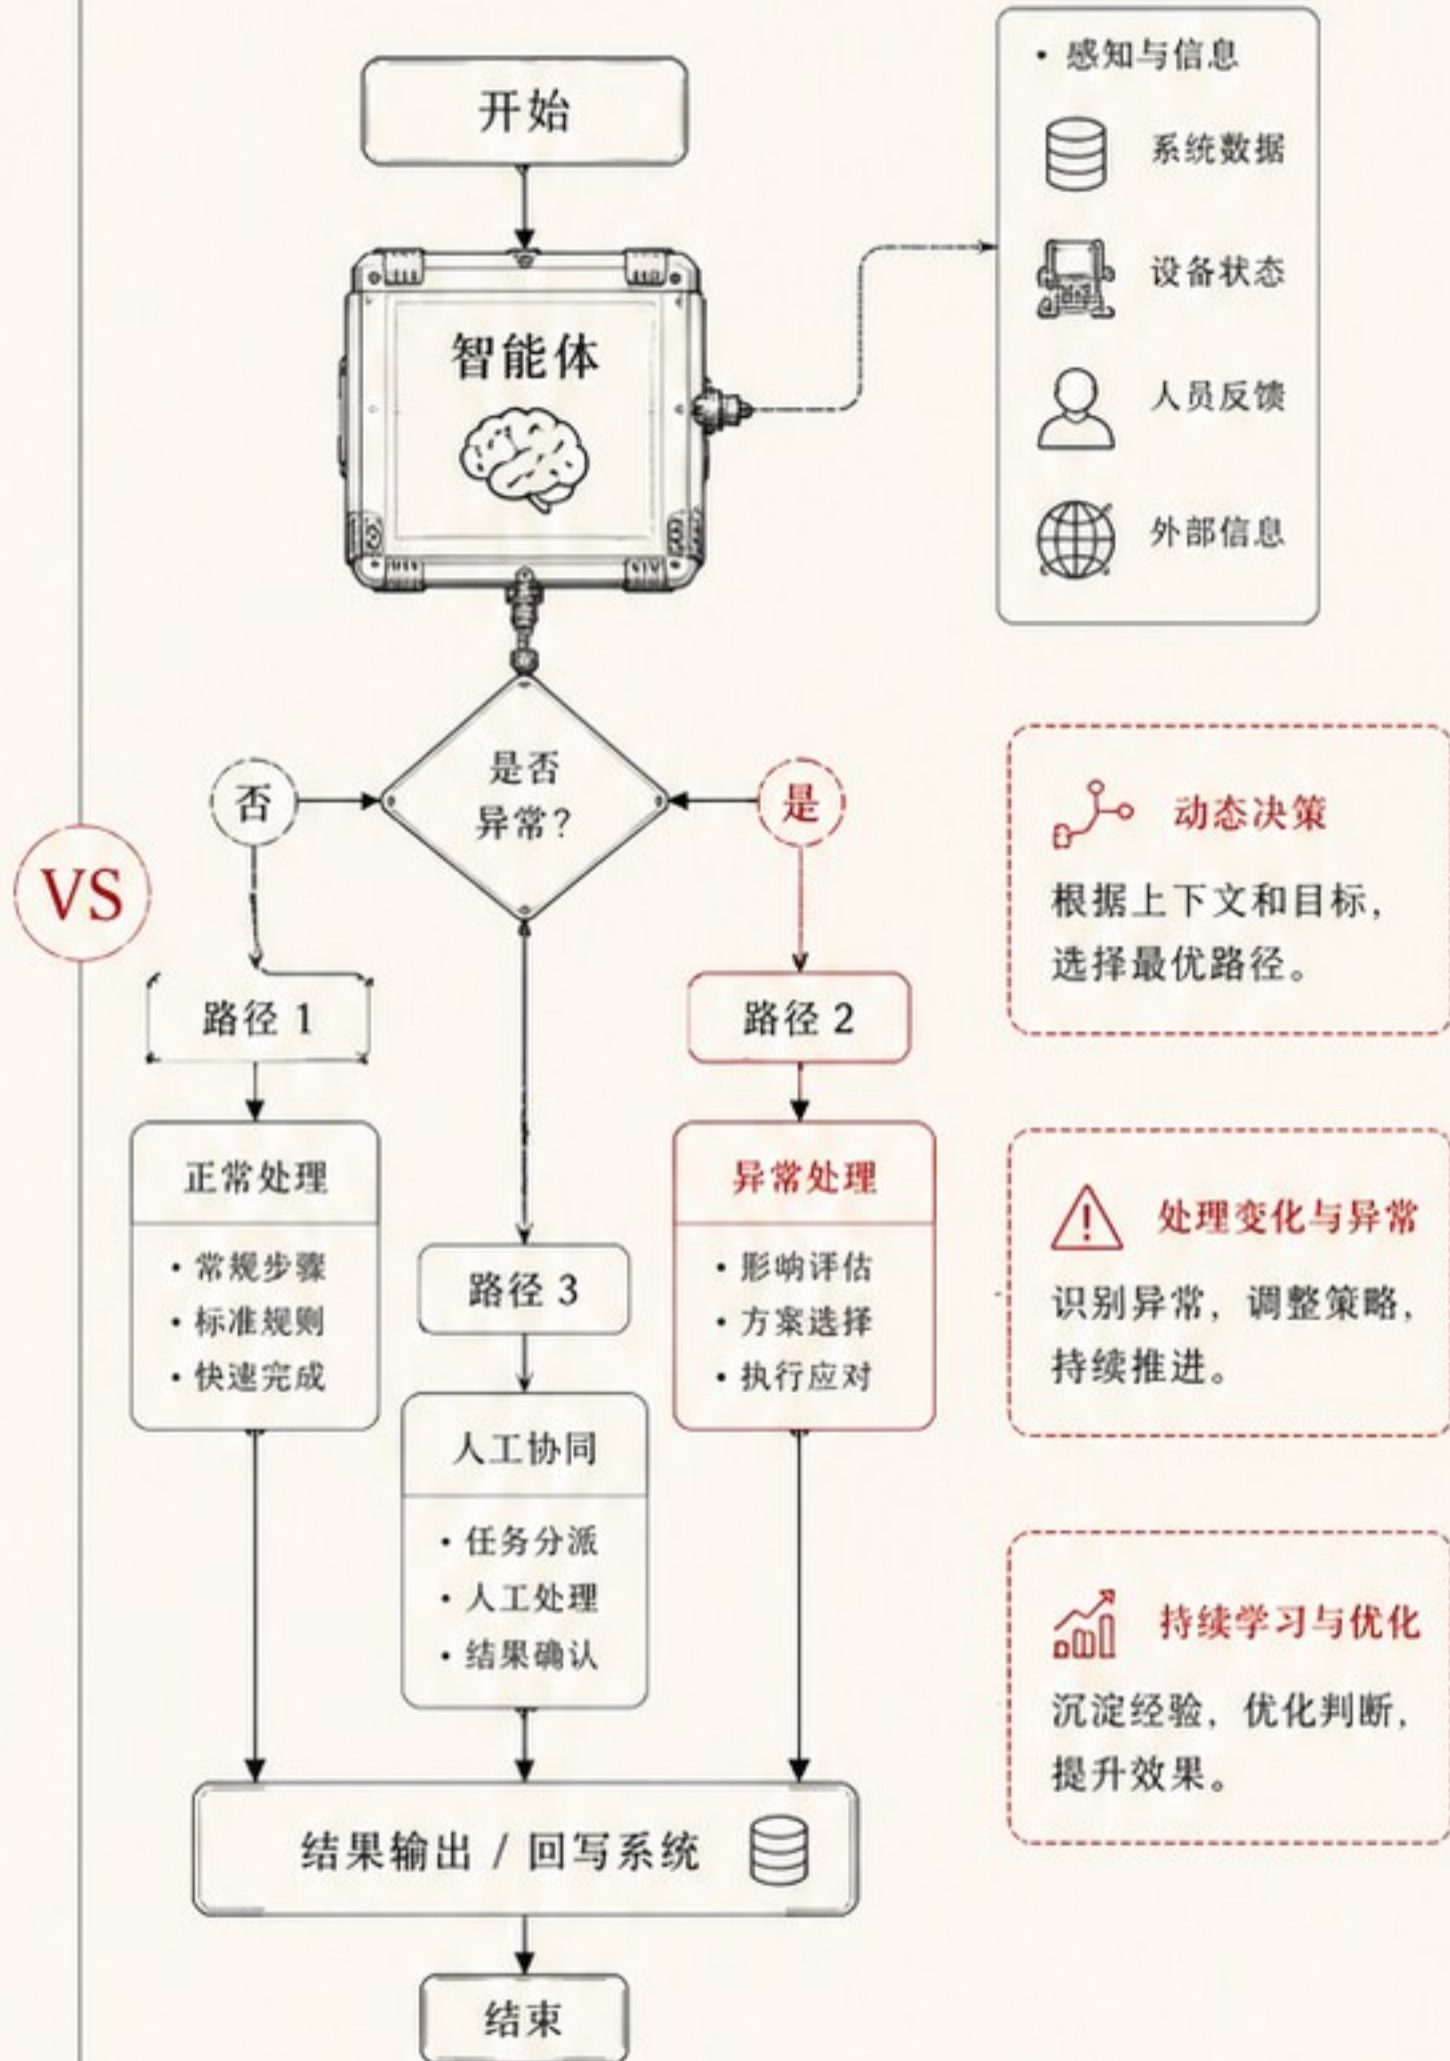 开始
智能体
• 感知与信息
系统数据
设备状态
人员反馈
外部信息
是否
异常?
否
是
VS
路径 1
路径 2
正常处理
• 常规步骤
• 标准规则
• 快速完成
异常处理
• 影响评估
• 方案选择
• 执行应对
路径 3
人工协同
• 任务分派
• 人工处理
• 结果确认
动态决策
根据上下文和目标,
选择最优路径。
处理变化与异常
识别异常, 调整策略,
持续推进。
持续学习与优化
沉淀经验, 优化判断,
提升效果。
结果输出 / 回写系统
结束